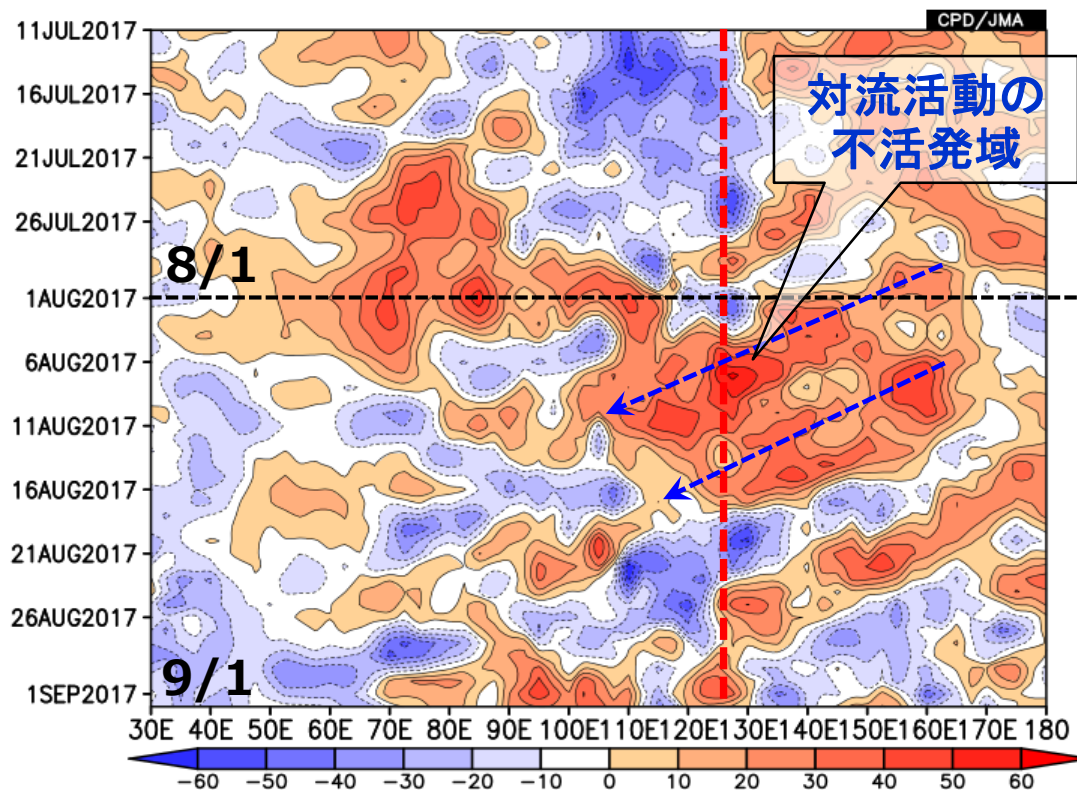 CPD/JMA
11JUL2017
対流活動の
不活発域
16JUL2017
21JUL2017
26JUL2017
8/1
1AUG2017
6AUG2017
11AUG2017
16AUG2017
21AUG2017
26AUG2017
9/1
1SEP2017
30E 40E 50E 60E 70E 80E 90E 100E 110E 120E 130E 140E 150E 160E 170E 180
-60 -50 -40 -30 -20 -10 0 10 20 30 40 50 60